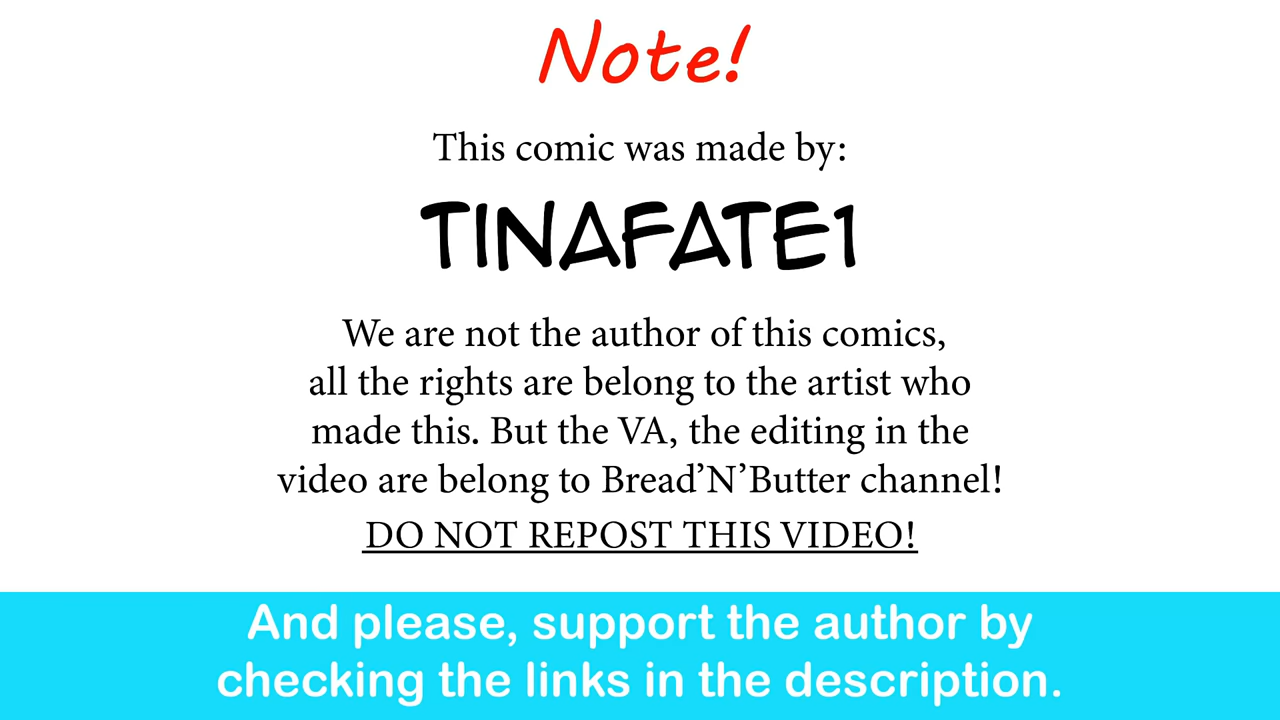 Note!
This comic was made by:
TINAFATE1
We are not the author of this comics,
all the rights are belong to the artist who
made this. But the VA, the editing in the
video are belong to Bread’N’Butter channel!
DO NOT REPOST THIS VIDEO!
And please, support the author by
checking the links in the description.